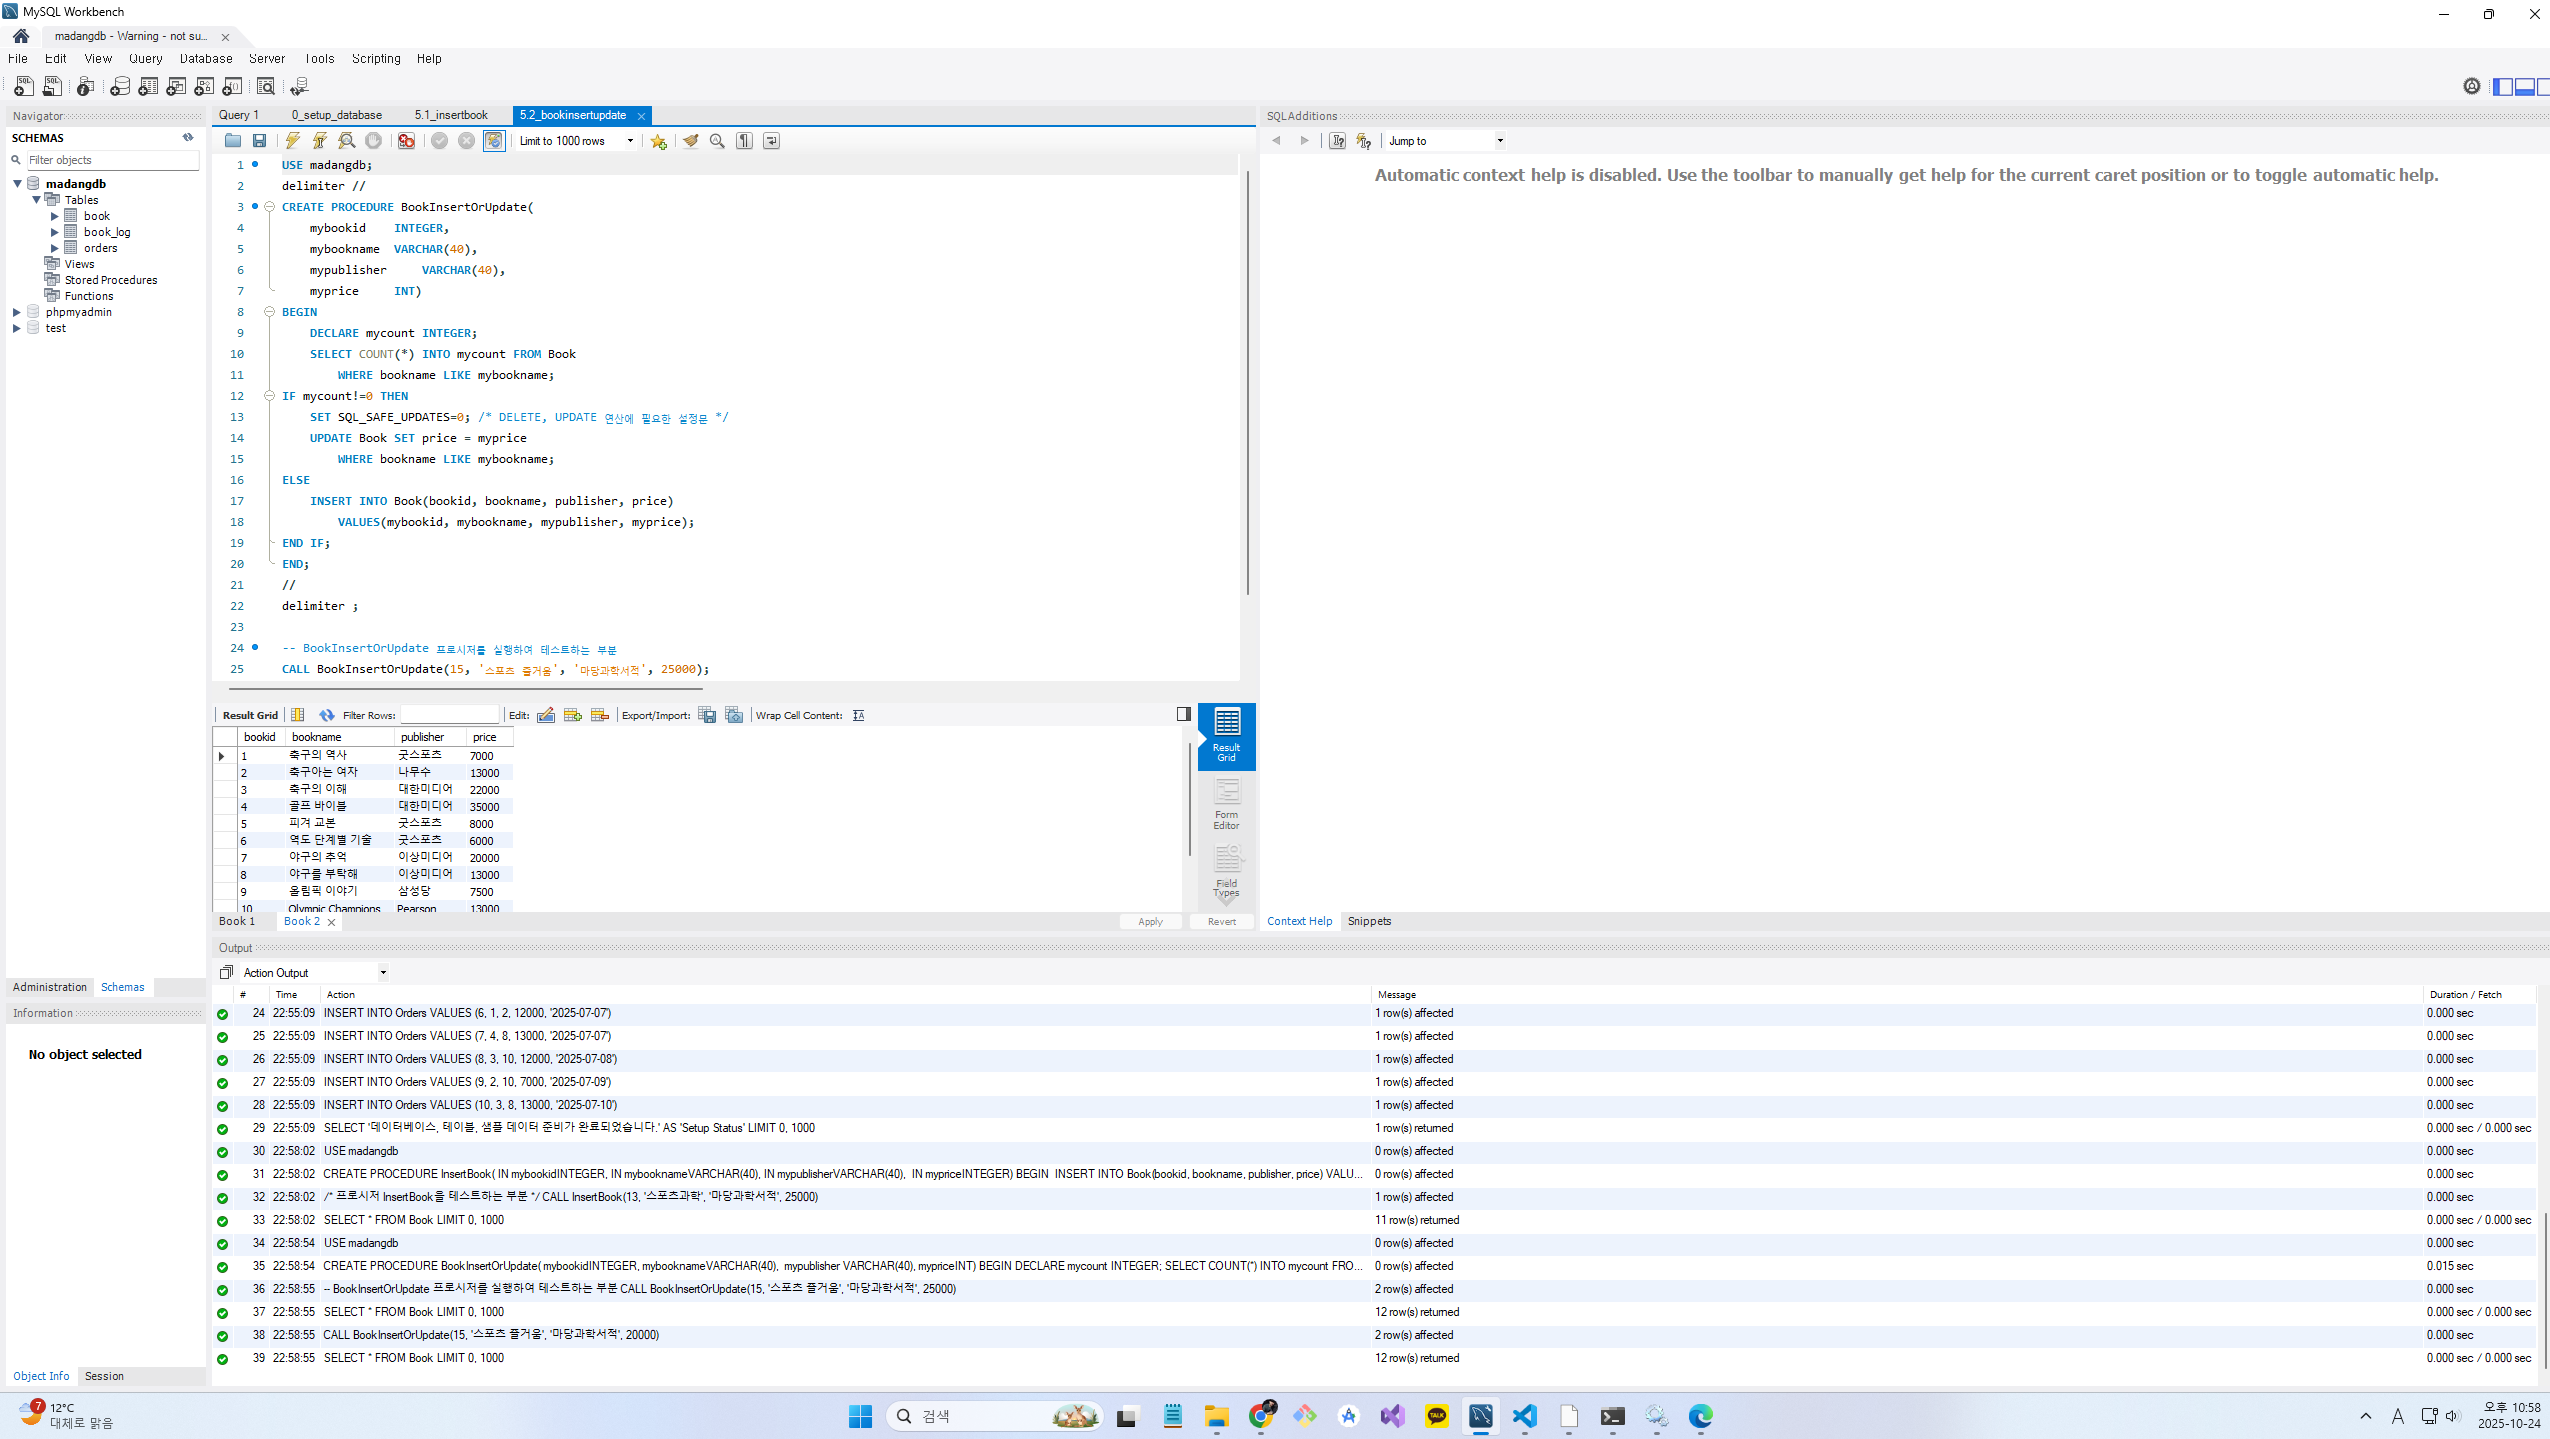 MySQL Workbench
madangdb - Warning - not su...
File Edit View Query Database Server Tools Scripting Help
Navigator
SCHEMAS
Filter objects
madangdb
Tables
book
book_log
orders
Views
Stored Procedures
Functions
phpmyadmin
test
Administration Schemas
Information
No object selected
Object Info Session
Query 1 0_setup_database 5.1_insertbook 5.2_bookinsertupdate
Limit to 1000 rows
1 USE madangdb;
2 delimiter //
3 CREATE PROCEDURE BookInsertOrUpdate(
4 mybookid INTEGER,
5 mybookname VARCHAR(40),
6 mypublisher VARCHAR(40),
7 myprice INT)
8 BEGIN
9 DECLARE mycount INTEGER;
10 SELECT COUNT(*) INTO mycount FROM Book
11 WHERE bookname LIKE mybookname;
12 IF mycount!=0 THEN
13 SET SQL_SAFE_UPDATES=0; /* DELETE, UPDATE 연산에 필요한 설정문 */
14 UPDATE Book SET price = myprice
15 WHERE bookname LIKE mybookname;
16 ELSE
17 INSERT INTO Book(bookid, bookname, publisher, price)
18 VALUES(mybookid, mybookname, mypublisher, myprice);
19 END IF;
20 END;
21 //
22 delimiter ;
23
24 -- BookInsertOrUpdate 프로시저를 실행하여 테스트하는 부분
25 CALL BookInsertOrUpdate(15, '스포츠 즐거움', '마당과학서적', 25000);
Result Grid Filter Rows: Edit: Export/Import: Wrap Cell Content:
bookid bookname publisher price
1 축구의 역사 굿스포츠 7000
2 축구아는 여자 나무수 13000
3 축구의 이해 대한미디어 22000
4 골프 바이블 대한미디어 35000
5 피겨 교본 굿스포츠 8000
6 역도 단계별 기술 굿스포츠 6000
7 야구의 추억 이상미디어 20000
8 야구를 부탁해 이상미디어 13000
9 올림픽 이야기 삼성당 7500
10 Olympic Champions Pearson 13000
Result Grid
Form Editor
Field Types
Book 1 Book 2 Apply Revert
SQLAdditions
Jump to
Automatic context help is disabled. Use the toolbar to manually get help for the current caret position or to toggle automatic help.
Context Help Snippets
Output
Action Output
# Time Action Message Duration / Fetch
24 22:55:09 INSERT INTO Orders VALUES (6, 1, 2, 12000, '2025-07-07') 1 row(s) affected 0.000 sec
25 22:55:09 INSERT INTO Orders VALUES (7, 4, 8, 13000, '2025-07-07') 1 row(s) affected 0.000 sec
26 22:55:09 INSERT INTO Orders VALUES (8, 3, 10, 12000, '2025-07-08') 1 row(s) affected 0.000 sec
27 22:55:09 INSERT INTO Orders VALUES (9, 2, 10, 7000, '2025-07-09') 1 row(s) affected 0.000 sec
28 22:55:09 INSERT INTO Orders VALUES (10, 3, 8, 13000, '2025-07-10') 1 row(s) affected 0.000 sec
29 22:55:09 SELECT '데이터베이스, 테이블, 샘플 데이터 준비가 완료되었습니다.' AS 'Setup Status' LIMIT 0, 1000 1 row(s) returned 0.000 sec / 0.000 sec
30 22:58:02 USE madangdb 0 row(s) affected 0.000 sec
31 22:58:02 CREATE PROCEDURE InsertBook( IN mybookidINTEGER, IN mybooknameVARCHAR(40), IN mypublisherVARCHAR(40), IN mypriceINTEGER) BEGIN INSERT INTO Book(bookid, bookname, publisher, price) VALU... 0 row(s) affected 0.000 sec
32 22:58:02 /* 프로시저 InsertBook을 테스트하는 부분 */ CALL InsertBook(13, '스포츠과학', '마당과학서적', 25000) 1 row(s) affected 0.000 sec
33 22:58:02 SELECT * FROM Book LIMIT 0, 1000 11 row(s) returned 0.000 sec / 0.000 sec
34 22:58:54 USE madangdb 0 row(s) affected 0.000 sec
35 22:58:54 CREATE PROCEDURE BookInsertOrUpdate( mybookidINTEGER, mybooknameVARCHAR(40), mypublisher VARCHAR(40), mypriceINT) BEGIN DECLARE mycount INTEGER; SELECT COUNT(*) INTO mycount FRO... 0 row(s) affected 0.015 sec
36 22:58:55 -- BookInsertOrUpdate 프로시저를 실행하여 테스트하는 부분 CALL BookInsertOrUpdate(15, '스포츠 즐거움', '마당과학서적', 25000) 2 row(s) affected 0.000 sec
37 22:58:55 SELECT * FROM Book LIMIT 0, 1000 12 row(s) returned 0.000 sec / 0.000 sec
38 22:58:55 CALL BookInsertOrUpdate(15, '스포츠 즐거움', '마당과학서적', 20000) 2 row(s) affected 0.000 sec
39 22:58:55 SELECT * FROM Book LIMIT 0, 1000 12 row(s) returned 0.000 sec / 0.000 sec
7 12°C
대체로 맑음
검색
TALK
A
오후 10:58
2025-10-24